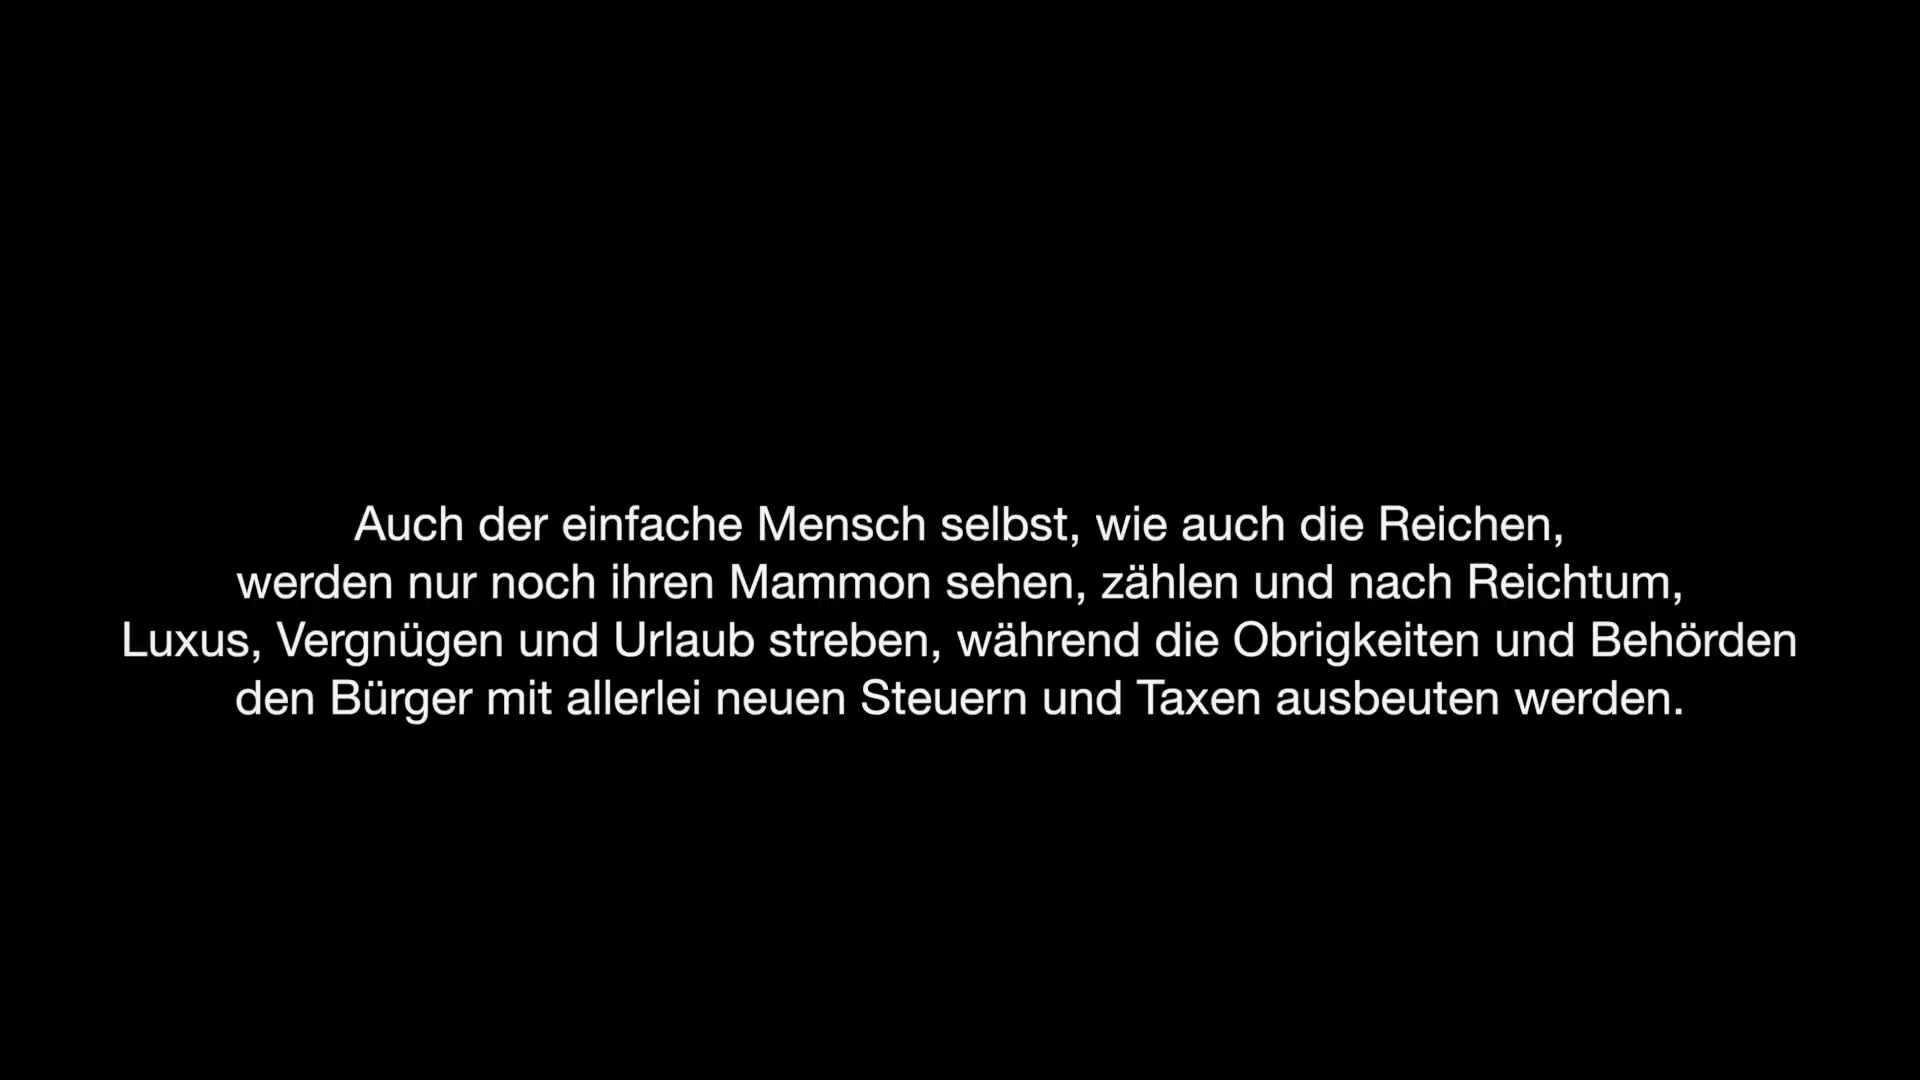 Auch der einfache Mensch selbst, wie auch die Reichen,
werden nur noch ihren Mammon sehen, zählen und nach Reichtum,
Luxus, Vergnügen und Urlaub streben, während die Obrigkeiten und Behörden
den Bürger mit allerlei neuen Steuern und Taxen ausbeuten werden.